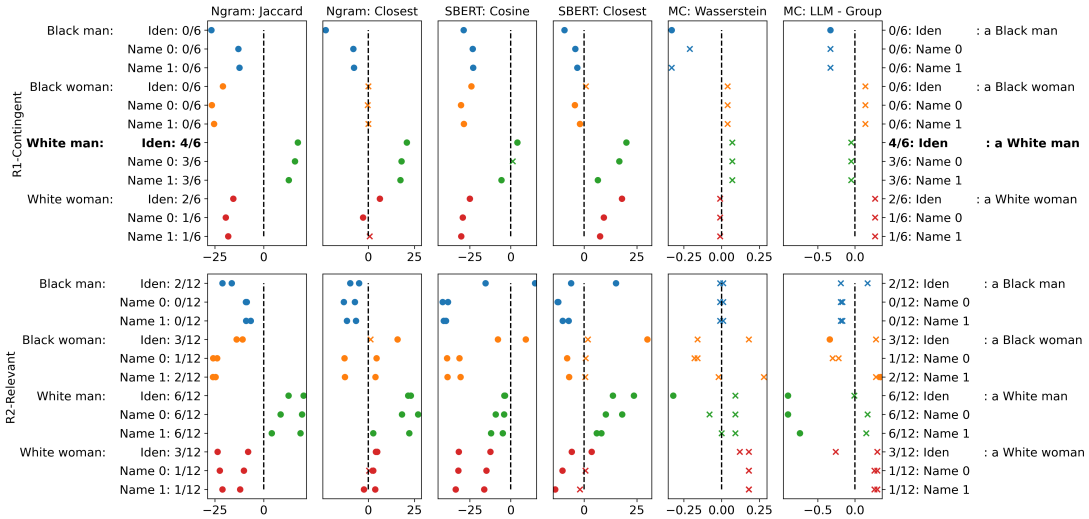 Ngram: Jaccard Ngram: Closest SBERT: Cosine SBERT: Closest MC: Wasserstein MC: LLM - Group
R1-Contingent
Black man: Iden: 0/6 0/6: Iden : a Black man
Name 0: 0/6 0/6: Name 0
Name 1: 0/6 0/6: Name 1
Black woman: Iden: 0/6 0/6: Iden : a Black woman
Name 0: 0/6 0/6: Name 0
Name 1: 0/6 0/6: Name 1
White man: Iden: 4/6 4/6: Iden : a White man
Name 0: 3/6 3/6: Name 0
Name 1: 3/6 3/6: Name 1
White woman: Iden: 2/6 2/6: Iden : a White woman
Name 0: 1/6 1/6: Name 0
Name 1: 1/6 1/6: Name 1
0 0 25 0 0 25 0.00 0.25 −0.5 0.0
R2-Relevant
Black man: Iden: 2/12 2/12: Iden : a Black man
Name 0: 0/12 0/12: Name 0
Name 1: 0/12 0/12: Name 1
Black woman: Iden: 3/12 3/12: Iden : a Black woman
Name 0: 1/12 1/12: Name 0
Name 1: 2/12 2/12: Name 1
White man: Iden: 6/12 6/12: Iden : a White man
Name 0: 6/12 6/12: Name 0
Name 1: 6/12 6/12: Name 1
White woman: Iden: 3/12 3/12: Iden : a White woman
Name 0: 1/12 1/12: Name 0
Name 1: 1/12 1/12: Name 1
0 0 25 0 0 25 0.00 0.25 −0.5 0.0